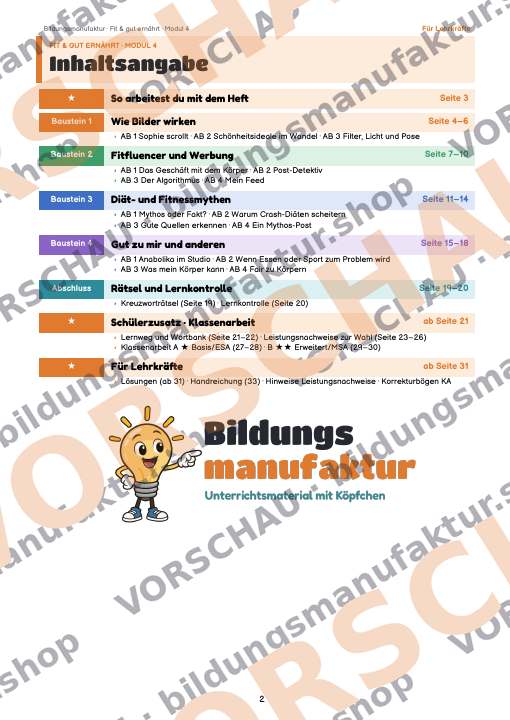 Bildungsmanufaktur · Fit & gut ernährt · Modul 4
Für Lehrkräfte
FIT & GUT ERNÄHRT · MODUL 4
Inhaltsangabe
★ So arbeitest du mit dem Heft Seite 3
Baustein 1 Wie Bilder wirken Seite 4–6
› AB 1 Sophie scrollt · AB 2 Schönheitsideale im Wandel · AB 3 Filter, Licht und Pose
Baustein 2 Fitfluencer und Werbung Seite 7–10
› AB 1 Das Geschäft mit dem Körper · AB 2 Post-Detektiv
› AB 3 Der Algorithmus · AB 4 Mein Feed
Baustein 3 Diät- und Fitnessmythen Seite 11–14
› AB 1 Mythos oder Fakt? · AB 2 Warum Crash-Diäten scheitern
› AB 3 Gute Quellen erkennen · AB 4 Ein Mythos-Post
Baustein 4 Gut zu mir und anderen Seite 15–18
› AB 1 Anabolika im Studio · AB 2 Wenn Essen oder Sport zum Problem wird
› AB 3 Was mein Körper kann · AB 4 Fair zu Körpern
Abschluss Rätsel und Lernkontrolle Seite 19–20
› Kreuzworträtsel (Seite 19) · Lernkontrolle (Seite 20)
★ Schülerzusatz · Klassenarbeit ab Seite 21
› Lernweg und Wortbank (Seite 21–22) · Leistungsnachweise zur Wahl (Seite 23–26)
› Klassenarbeit A ★ Basis/ESA (27–28) · B ★★ Erweitert/MSA (29–30)
★ Für Lehrkräfte ab Seite 31
› Lösungen (ab 31) · Handreichung (33) · Hinweise Leistungsnachweise · Korrekturbögen KA
Bildungs
manufaktur
Unterrichtsmaterial mit Köpfchen
VORSCHAU · bildungsmanufaktur.shop
2